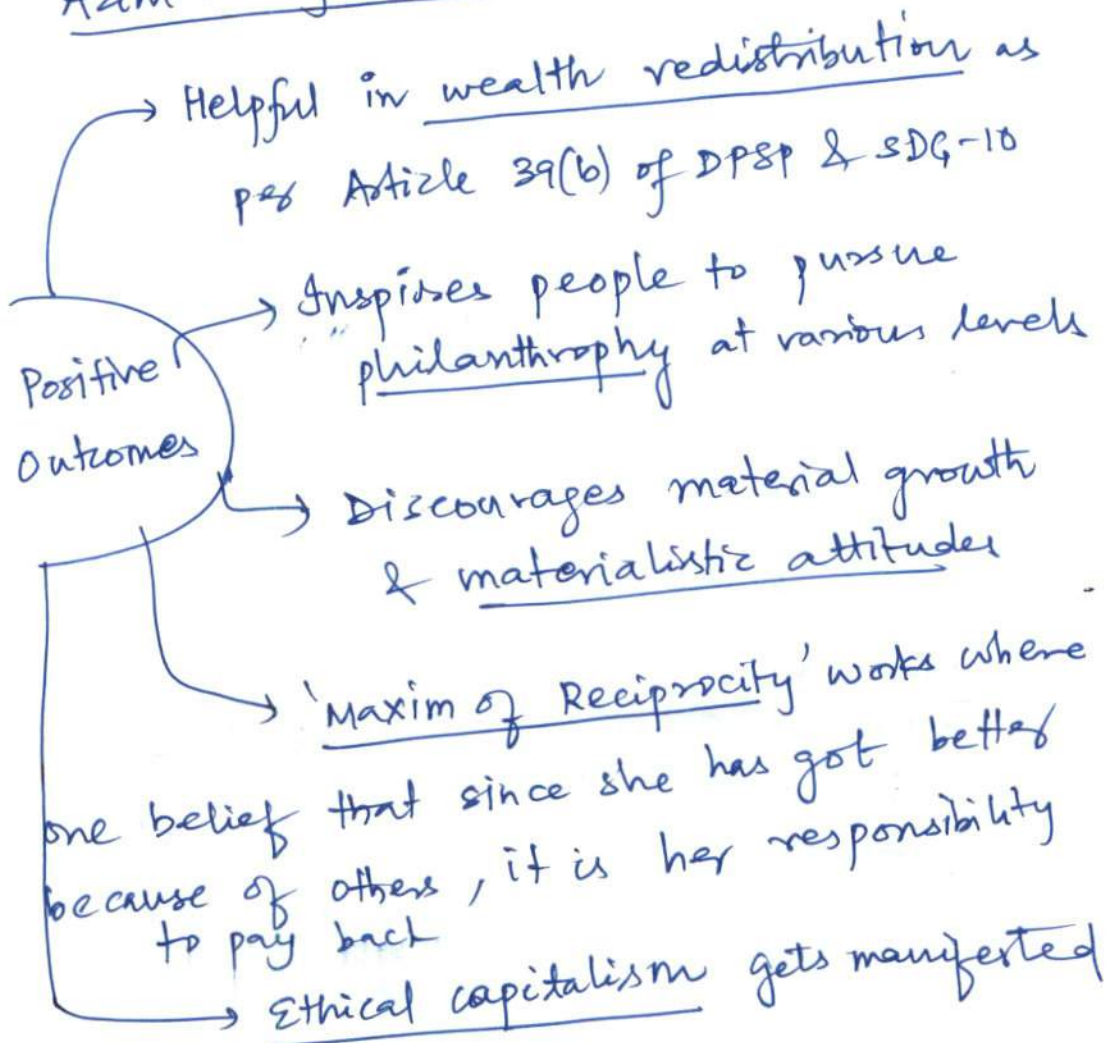 Helpful in wealth redistribution as
per Article 39(b) of DPSP & SDG-10
Inspires people to pursue
philanthrophy at various levels
Positive
Outcomes
Discourages material growth
& materialistic attitudes
'Maxim of Reciprocity' works where
one belief that since she has got better
because of others, it is her responsibility
to pay back
Ethical capitalism gets manifested